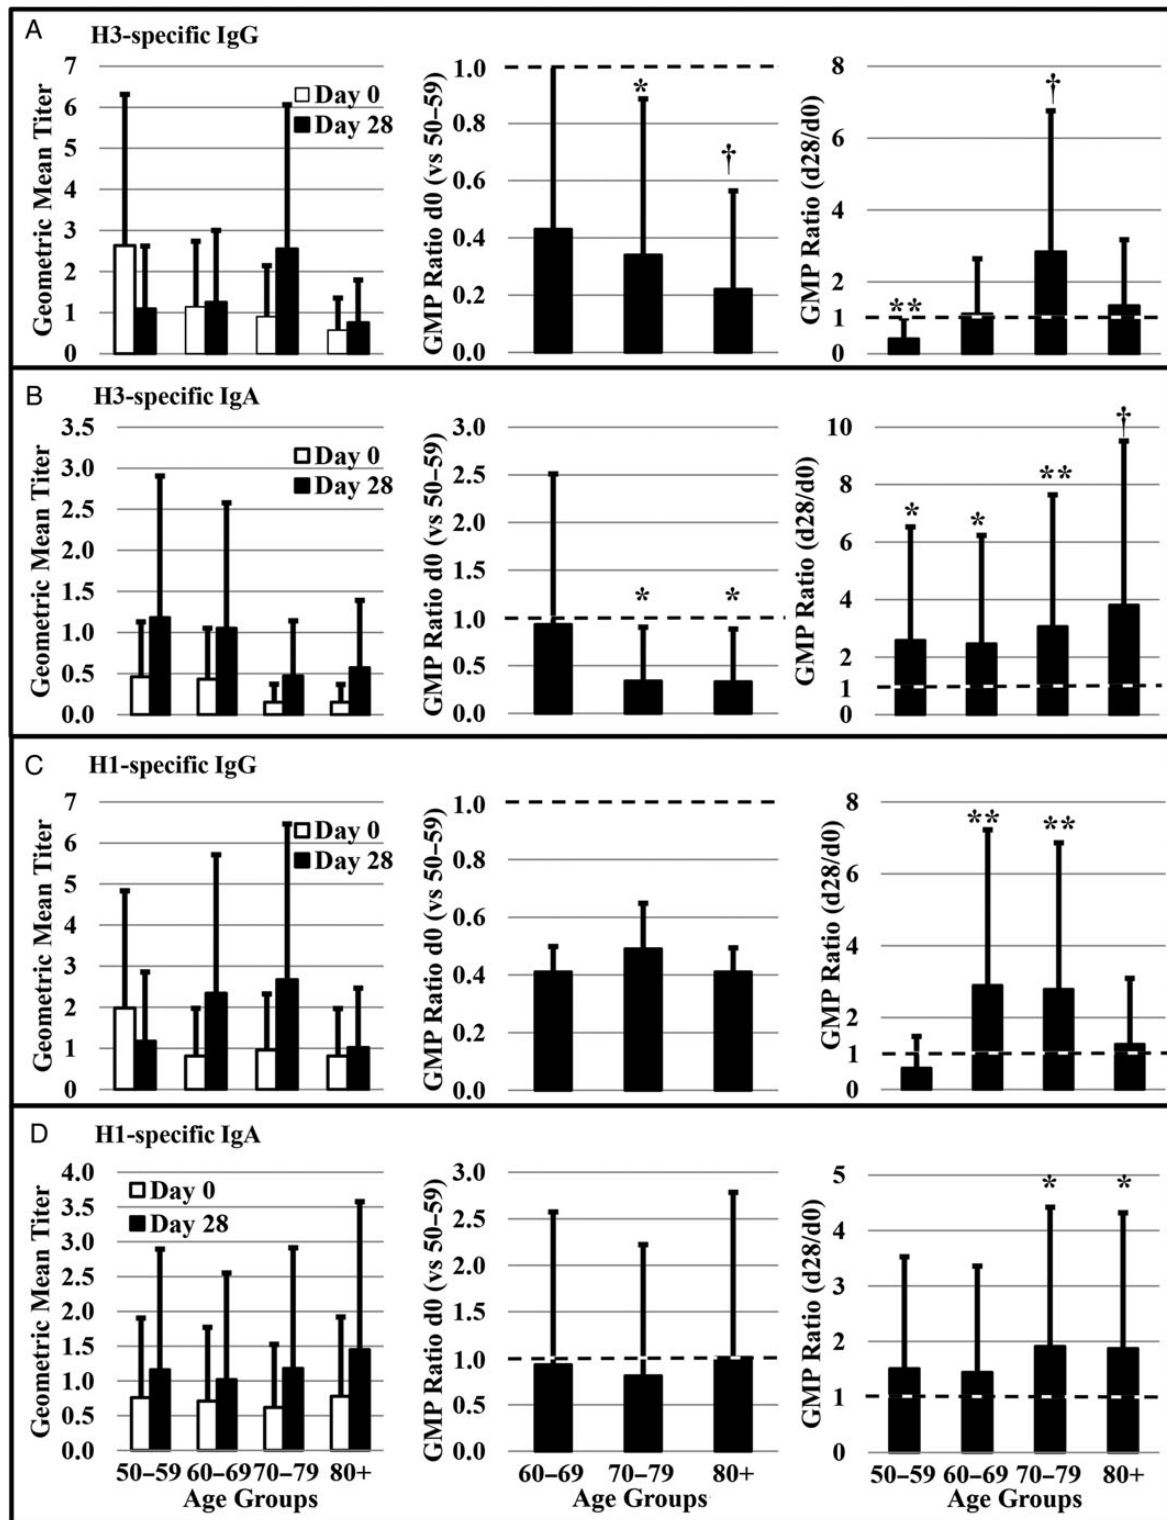 A
H3-specific IgG
Geometric Mean Titer
7
6
5
4
3
2
1
0
Day 0
Day 28
GMP Ratio d0 (vs 50–59)
1.0
0.8
0.6
0.4
0.2
0.0
*
†
GMP Ratio (d28/d0)
8
6
4
2
1
0
**
†
B
H3-specific IgA
Geometric Mean Titer
3.5
3.0
2.5
2.0
1.5
1.0
0.5
0.0
Day 0
Day 28
GMP Ratio d0 (vs 50–59)
3.0
2.5
2.0
1.5
1.0
0.5
0.0
*
*
GMP Ratio (d28/d0)
10
8
6
4
2
1
0
*
*
**
†
C
H1-specific IgG
Geometric Mean Titer
7
6
5
4
3
2
1
0
Day 0
Day 28
GMP Ratio d0 (vs 50–59)
1.0
0.8
0.6
0.4
0.2
0.0
GMP Ratio (d28/d0)
8
6
4
2
1
0
**
**
D
H1-specific IgA
Geometric Mean Titer
4.0
3.5
3.0
2.5
2.0
1.5
1.0
0.5
0.0
Day 0
Day 28
50–59 60–69 70–79 80+
Age Groups
GMP Ratio d0 (vs 50–59)
3.0
2.5
2.0
1.5
1.0
0.5
0.0
60–69 70–79 80+
Age Groups
GMP Ratio (d28/d0)
5
4
3
2
1
0
*
*
50–59 60–69 70–79 80+
Age Groups